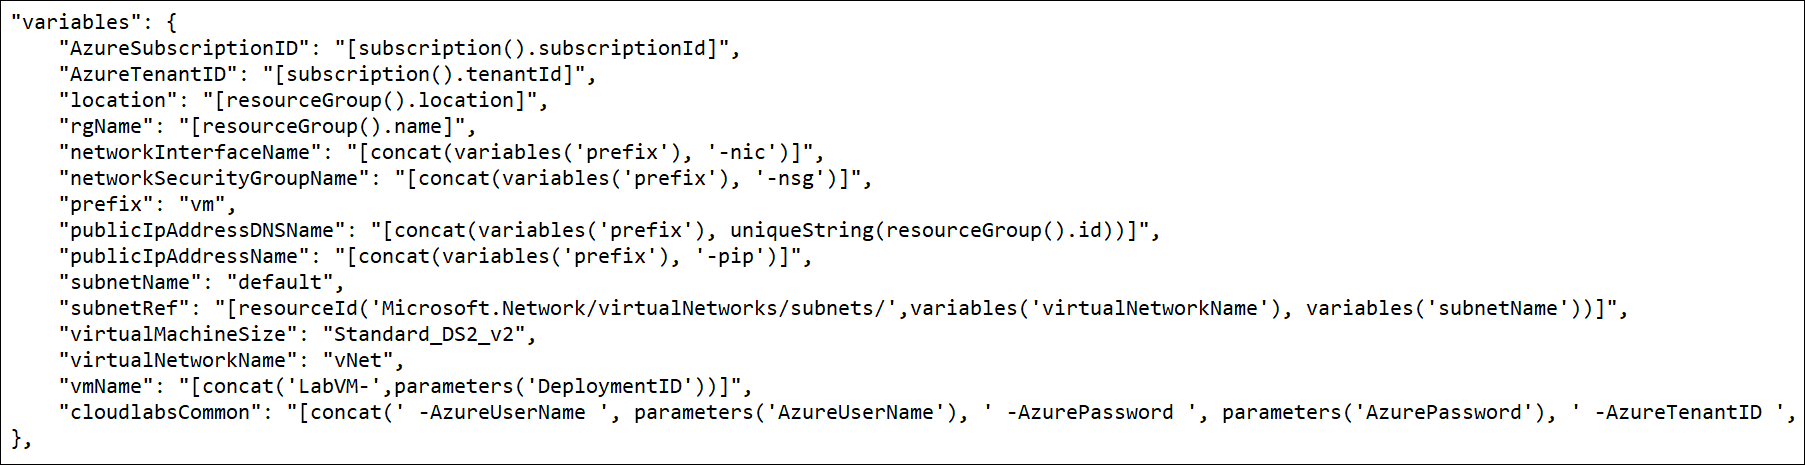 "variables": {
    "AzureSubscriptionID": "[subscription().subscriptionId]",
    "AzureTenantID": "[subscription().tenantId]",
    "location": "[resourceGroup().location]",
    "rgName": "[resourceGroup().name]",
    "networkInterfaceName": "[concat(variables('prefix'), '-nic')]",
    "networkSecurityGroupName": "[concat(variables('prefix'), '-nsg')]",
    "prefix": "vm",
    "publicIpAddressDNSName": "[concat(variables('prefix'), uniqueString(resourceGroup().id))]",
    "publicIpAddressName": "[concat(variables('prefix'), '-pip')]",
    "subnetName": "default",
    "subnetRef": "[resourceId('Microsoft.Network/virtualNetworks/subnets/',variables('virtualNetworkName'), variables('subnetName'))]",
    "virtualMachineSize": "Standard_DS2_v2",
    "virtualNetworkName": "vNet",
    "vmName": "[concat('LabVM-',parameters('DeploymentID'))]",
    "cloudlabsCommon": "[concat(' -AzureUserName ', parameters('AzureUserName'), ' -AzurePassword ', parameters('AzurePassword'), ' -AzureTenantID ',
},